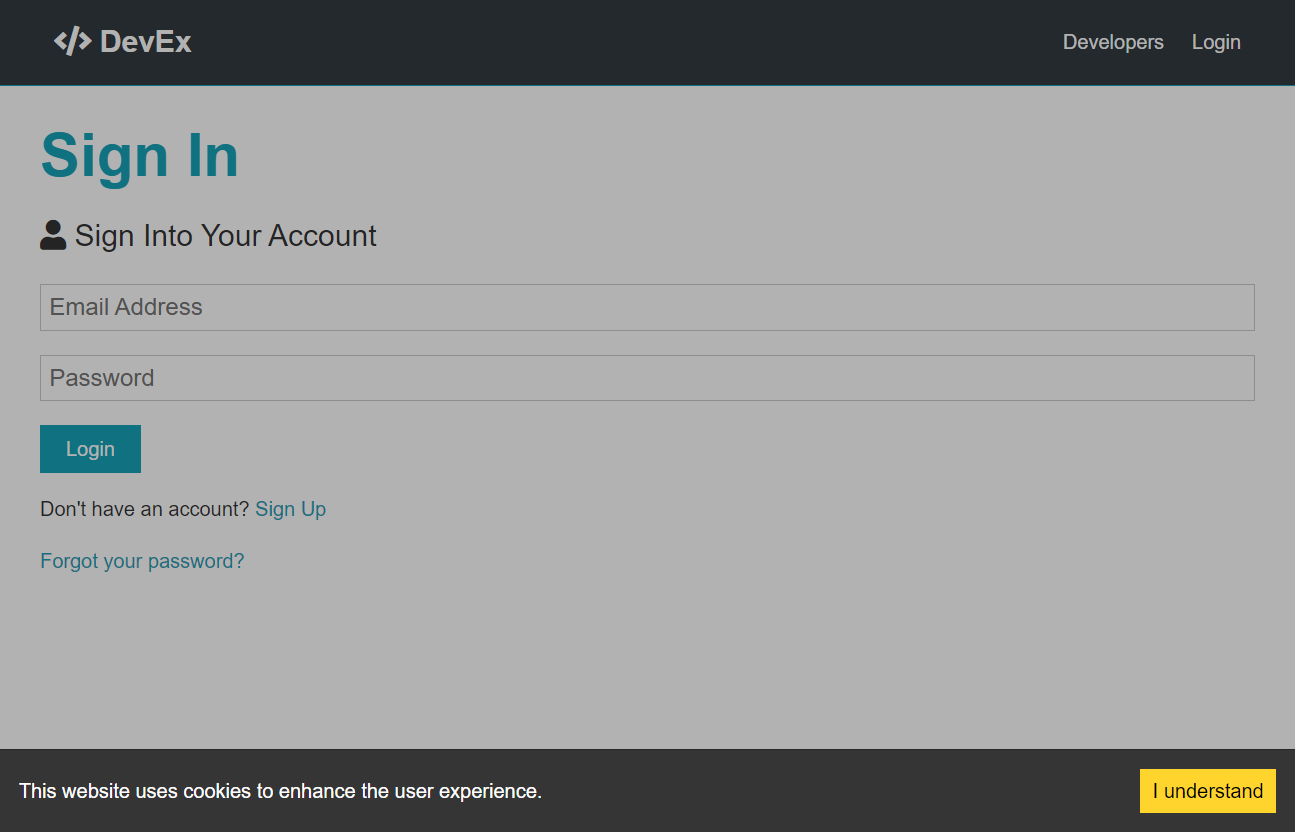 DevEx
Developers
Login
Sign In
Sign Into Your Account
Email Address
Password
Login
Don't have an account? Sign Up
Forgot your password?
This website uses cookies to enhance the user experience.
I understand